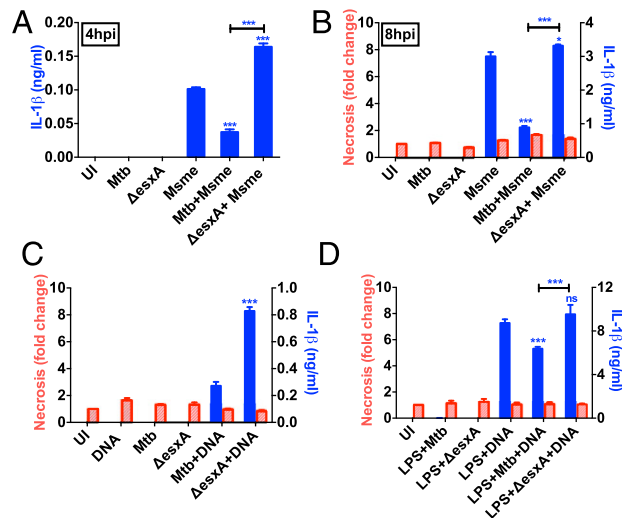 A
4hpi
IL-1β (ng/ml)
0.20
0.15
0.10
0.05
0.00
***
***
***
UI
Mtb
ΔesxA
Msme
Mtb+Msme
ΔesxA+ Msme
B
8hpi
Necrosis (fold change)
10
8
6
4
2
0
***
*
***
4
3
2
1
0
IL-1β
(ng/ml)
UI
Mtb
ΔesxA
Msme
Mtb+Msme
ΔesxA+ Msme
C
Necrosis (fold change)
10
8
6
4
2
0
***
1.0
0.8
0.6
0.4
0.2
0.0
IL-1β
(ng/ml)
UI
DNA
Mtb
ΔesxA
Mtb+DNA
ΔesxA+DNA
D
Necrosis (fold change)
10
8
6
4
2
0
***
ns
***
12
9
6
3
0
IL-1β
(ng/ml)
UI
LPS+Mtb
LPS+ΔesxA
LPS+DNA
LPS+Mtb+DNA
LPS+ΔesxA+DNA